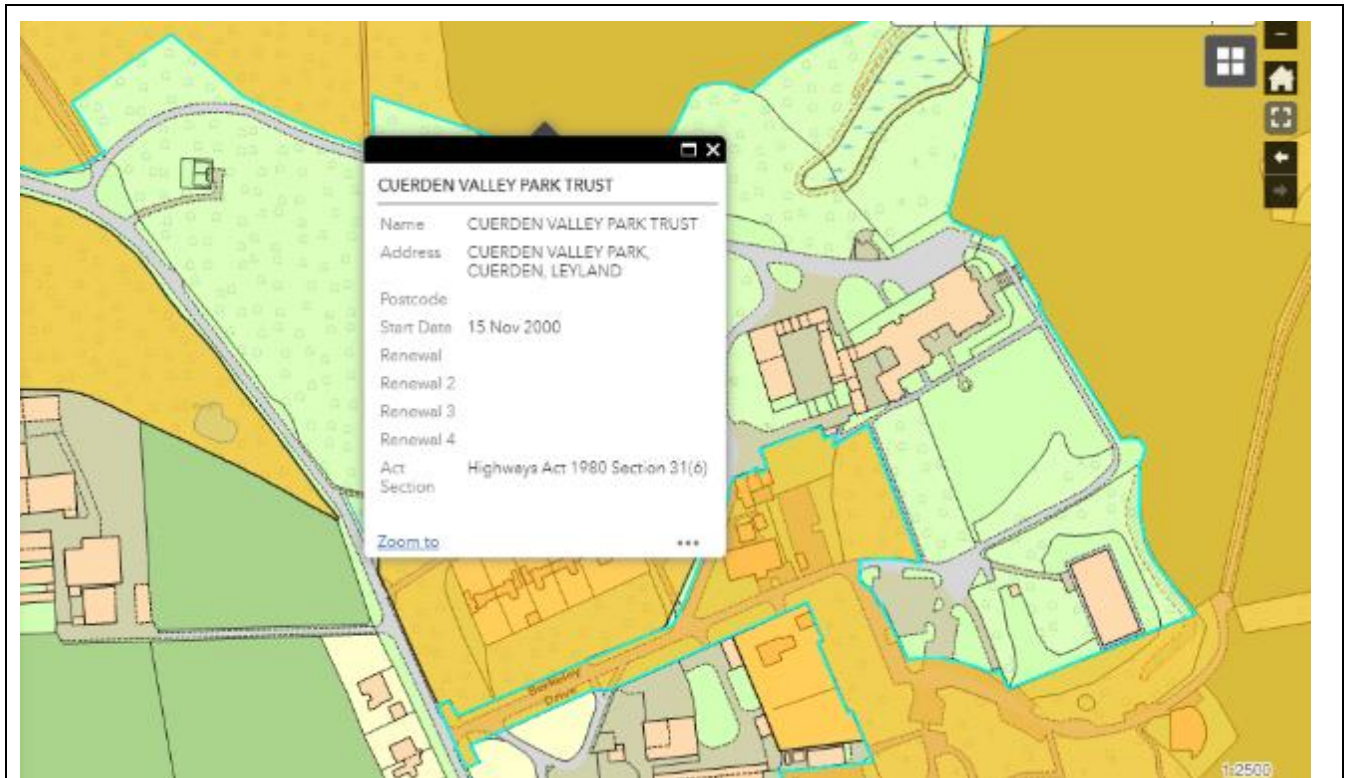 CUERDEN VALLEY PARK TRUST
Name CUERDEN VALLEY PARK TRUST
Address CUERDEN VALLEY PARK,
CUERDEN, LEYLAND
Postcode
Start Date 15 Nov 2000
Renewal
Renewal 2
Renewal 3
Renewal 4
Act Highways Act 1980 Section 31(6)
Section
Zoom to
Berkeley
Drive
1:2500